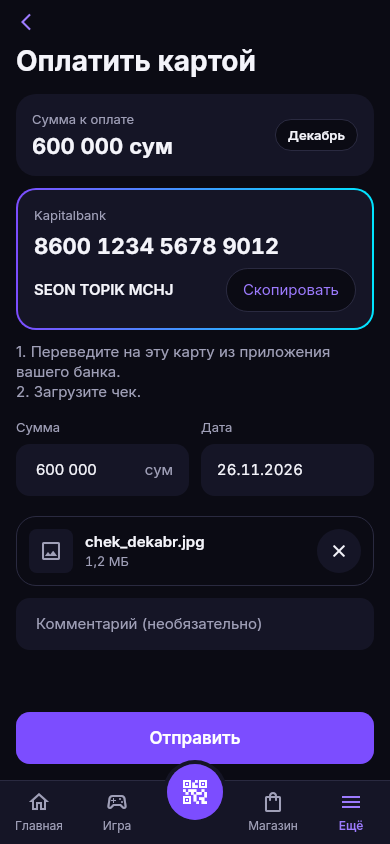 Оплатить картой
Сумма к оплате
600 000 сум
Декабрь
Kapitalbank
8600 1234 5678 9012
SEON TOPIK MCHJ
Скопировать
1. Переведите на эту карту из приложения
вашего банка.
2. Загрузите чек.
Сумма
Дата
600 000 сум
26.11.2026
chek_dekabr.jpg
1,2 МБ
Комментарий (необязательно)
Отправить
Главная
Игра
Магазин
Ещё